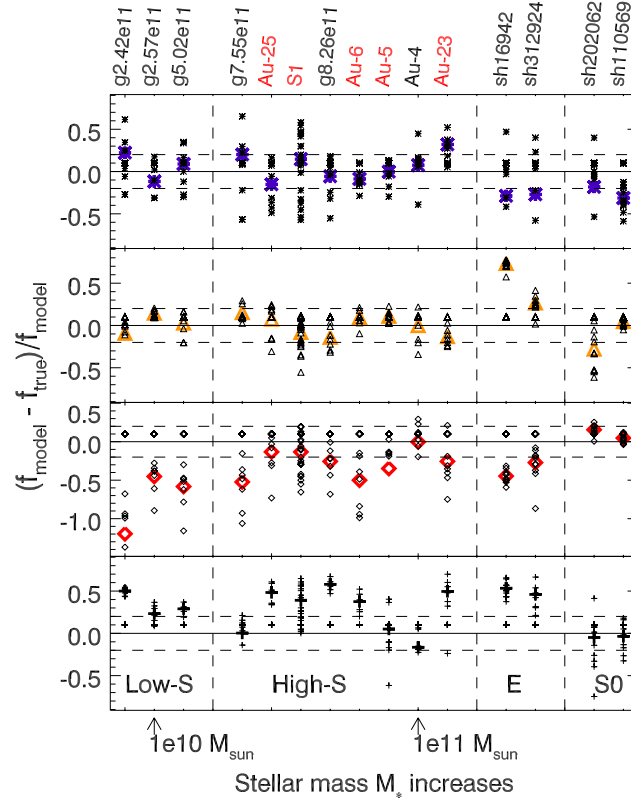 g2.42e11 g2.57e11 g5.02e11 g7.55e11 Au-25 S1 g8.26e11 Au-6 Au-5 Au-4 Au-23 sh16942 sh312924 sh202062 sh110569
0.5
0.0
-0.5
0.5
0.0
-0.5
0.5
0.0
-0.5
-1.0
0.5
0.0
-0.5
(f_model - f_true)/f_model
Low-S High-S E S0
1e10 M_sun 1e11 M_sun
Stellar mass M_* increases